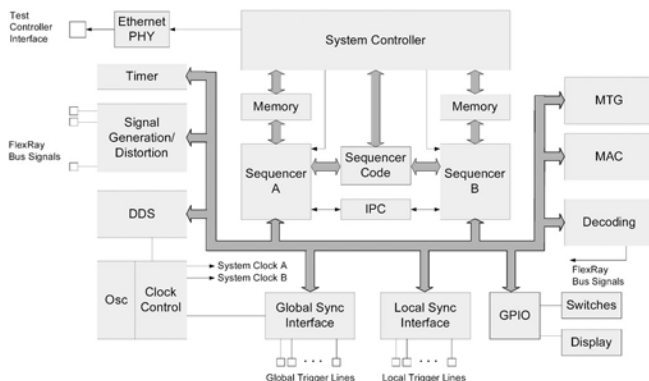 Test
Controller
Interface
Ethernet
PHY
System Controller
Timer
Memory
Memory
MTG
Signal
Generation/
Distortion
FlexRay
Bus Signals
Sequencer
A
Sequencer
Code
Sequencer
B
MAC
IPC
DDS
Decoding
System Clock A
System Clock B
FlexRay
Bus Signals
Osc
Clock
Control
Global Sync
Interface
Local Sync
Interface
GPIO
Switches
Display
Global Trigger Lines
Local Trigger Lines